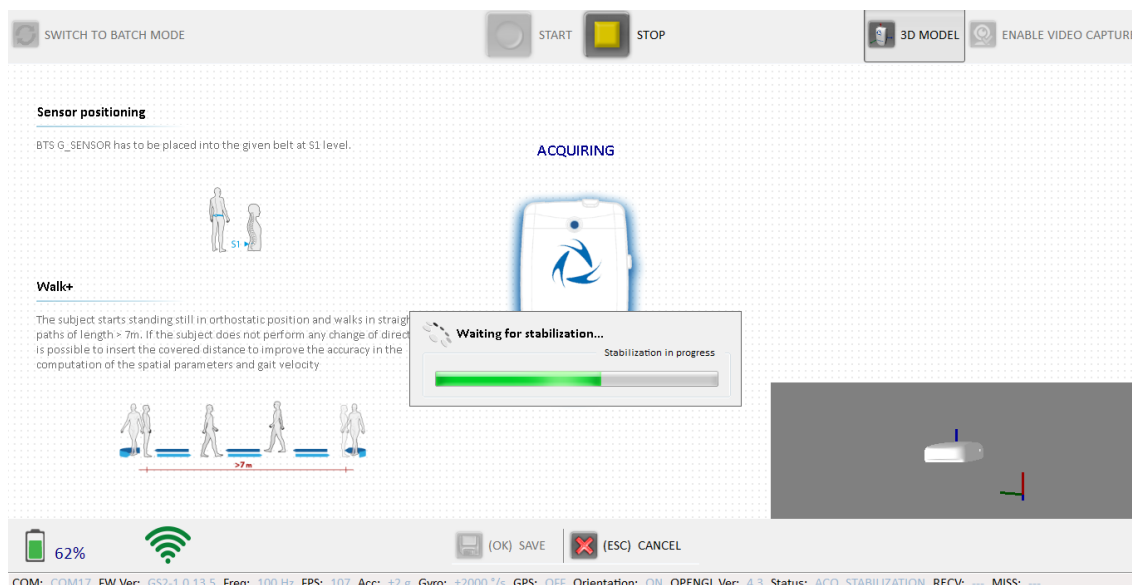 SWITCH TO BATCH MODE
START
STOP
3D MODEL
ENABLE VIDEO CAPTURE
Sensor positioning
BTS G_SENSOR has to be placed into the given belt at S1 level.
ACQUIRING
S1
Walk+
The subject starts standing still in orthostatic position and walks in straigh
paths of length > 7m. If the subject does not perform any change of direct
is possible to insert the covered distance to improve the accuracy in the
computation of the spatial parameters and gait velocity
Waiting for stabilization...
Stabilization in progress
>7m
62%
(OK) SAVE
(ESC) CANCEL
COM: COM17 FW Ver: GS2-1.0.13.5 Freq: 100 Hz FPS: 107 Acc: ±2 g Gyro: ±2000 °/s GPS: OFF Orientation: ON OPENGL Ver: 4.3 Status: ACQ_STABILIZATION RECV: --- MISS: ---